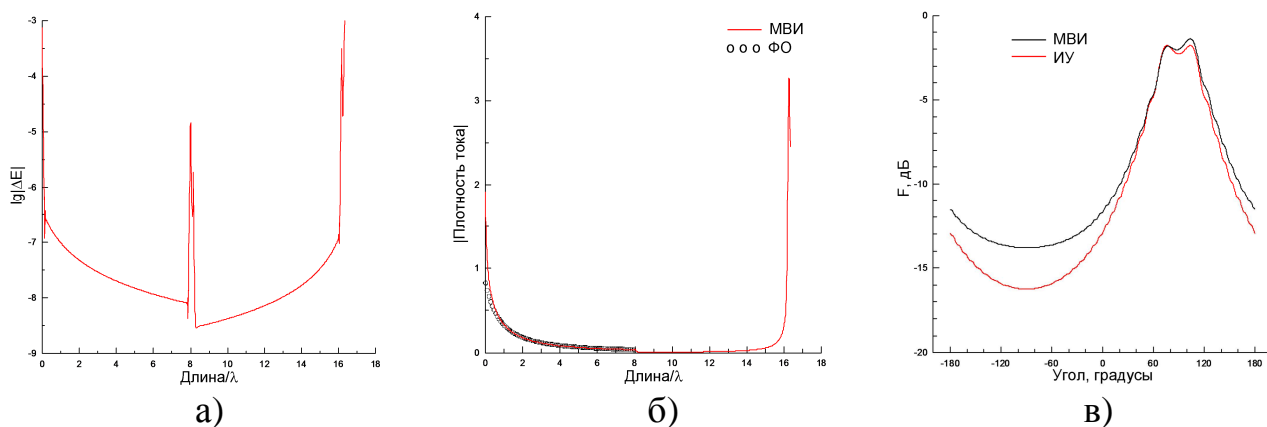 -3
-4
-5
-6
-7
-8
-9
lg|ΔE|
0 2 4 6 8 10 12 14 16 18
Длина/λ
а)
4
3
2
1
0
|Плотность тока|
МВИ
о о о ФО
0 2 4 6 8 10 12 14 16 18
Длина/λ
б)
0
-5
-10
-15
-20
F, дБ
МВИ
ИУ
-180 -120 -60 0 60 120 180
Угол, градусы
в)